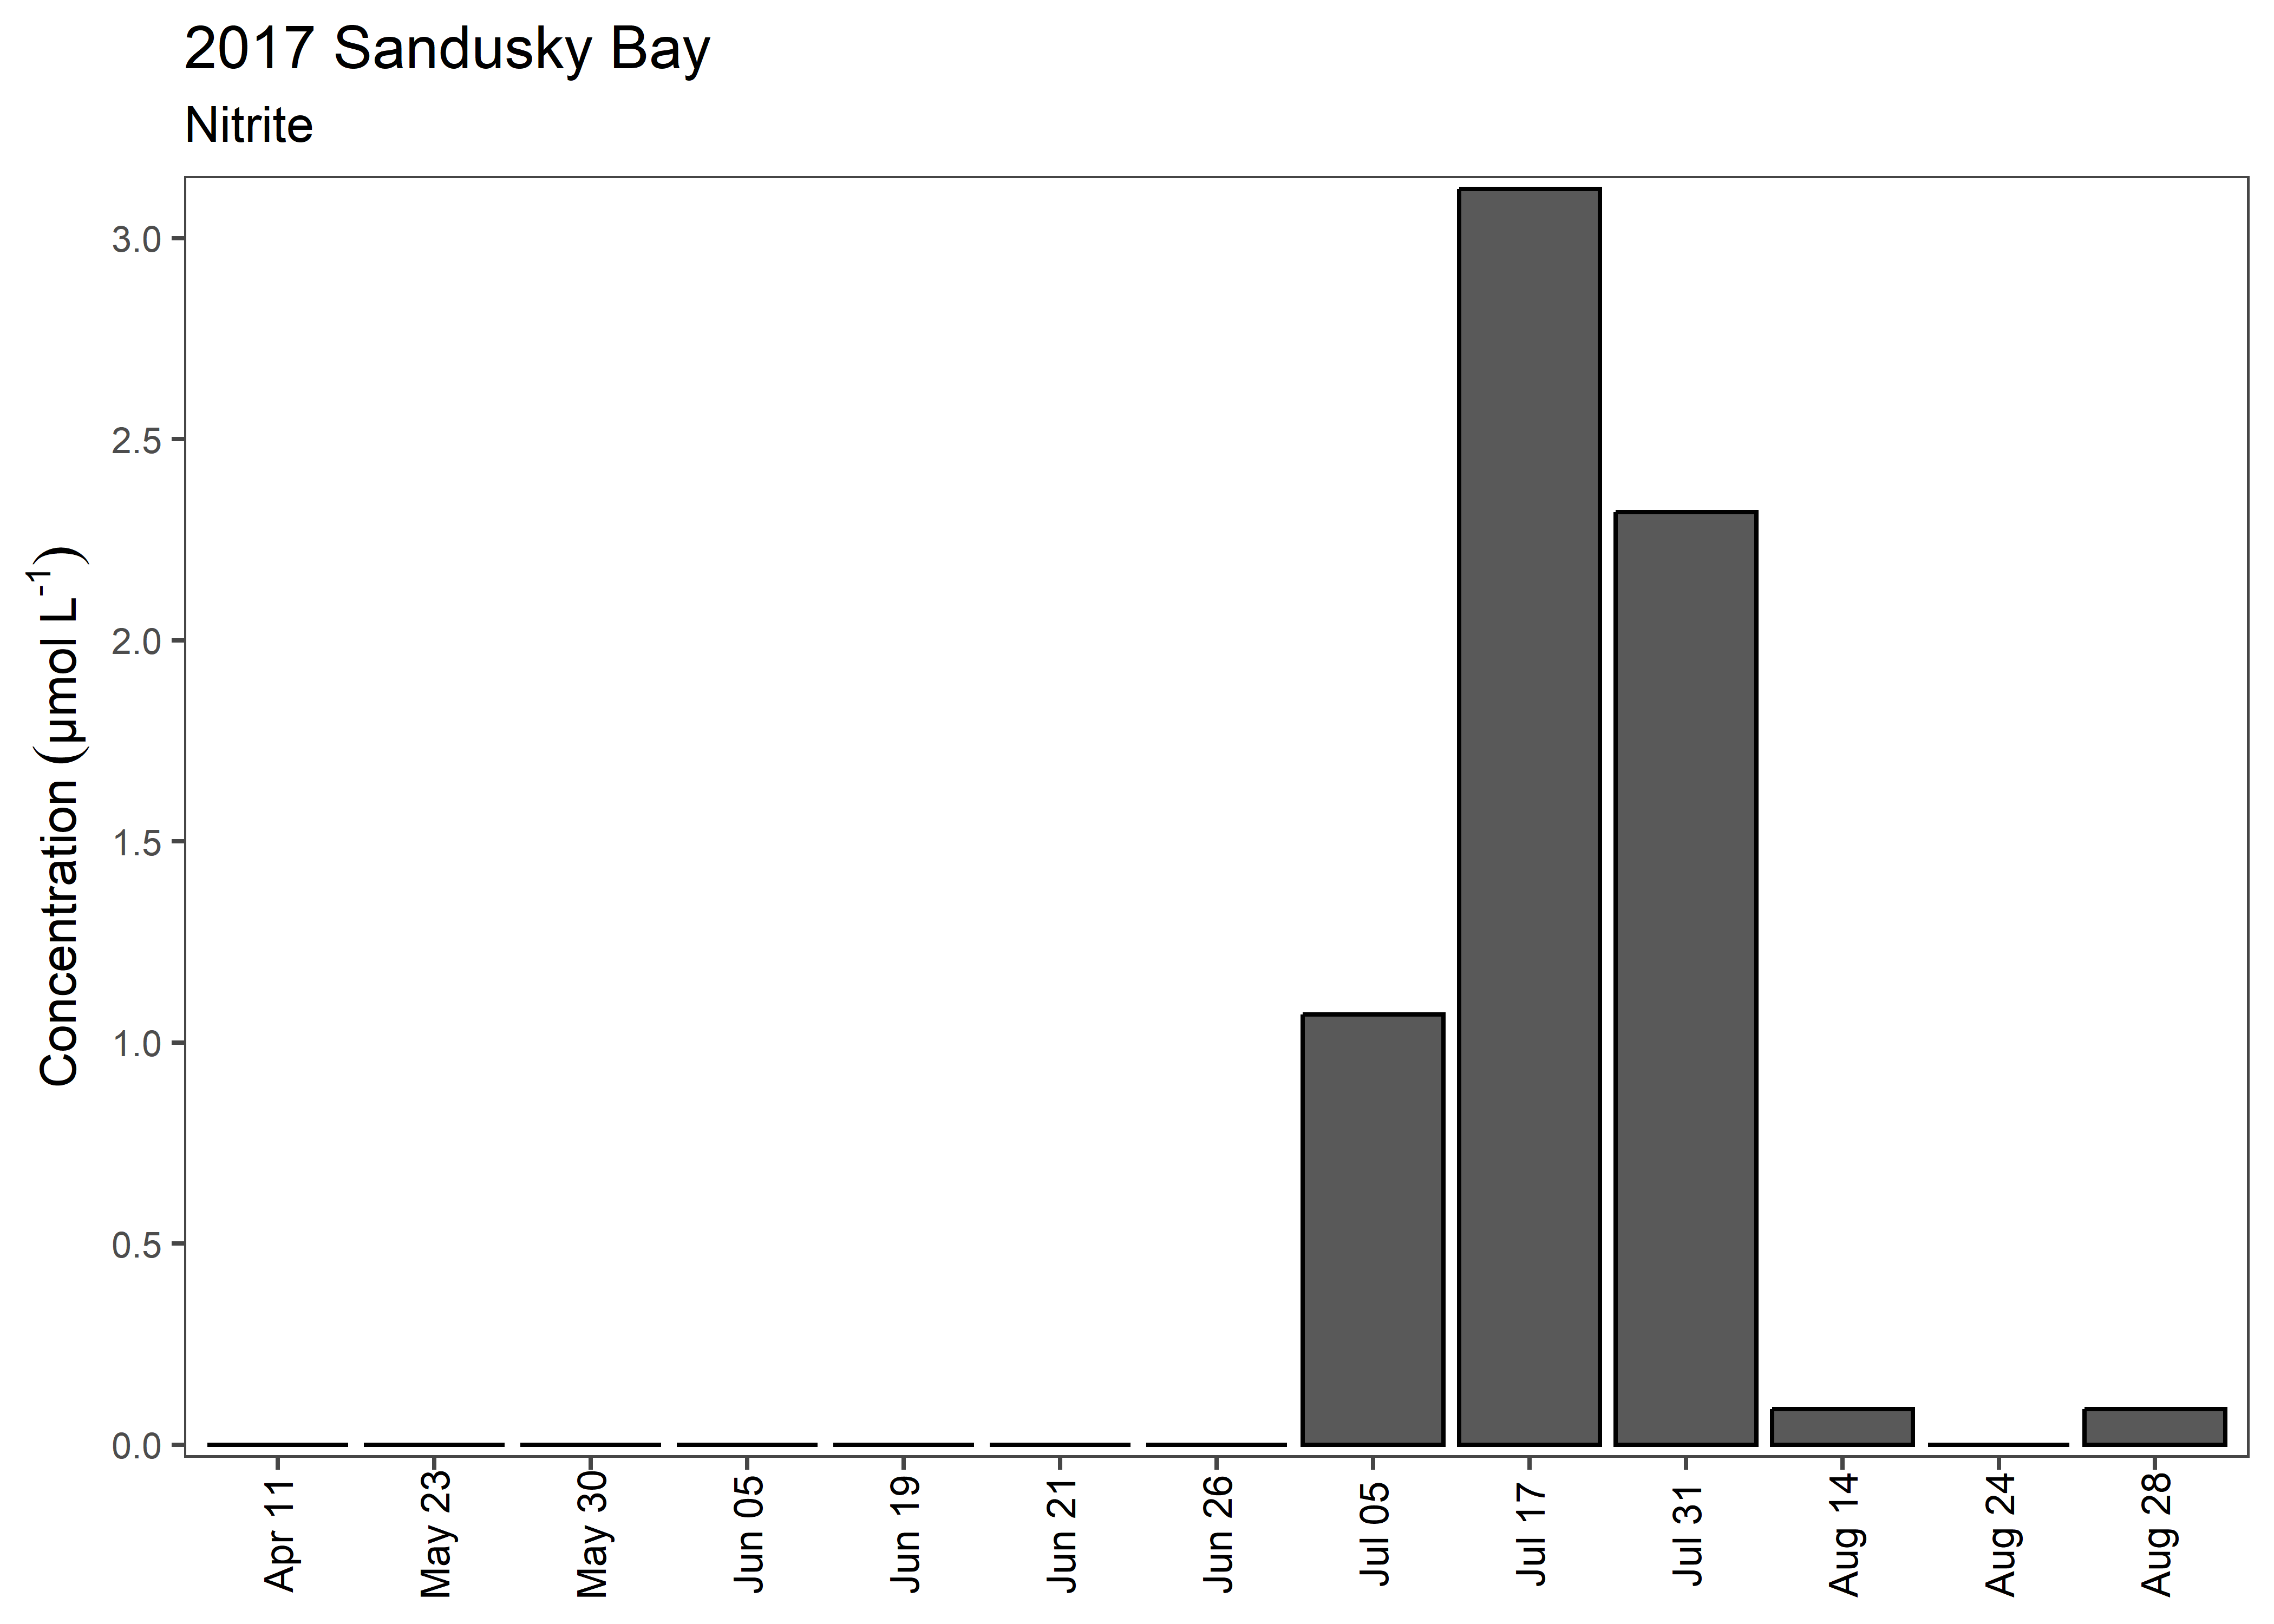 2017 Sandusky Bay
Nitrite
Concentration (µmol L⁻¹)
3.0
2.5
2.0
1.5
1.0
0.5
0.0
Apr 11
May 23
May 30
Jun 05
Jun 19
Jun 21
Jun 26
Jul 05
Jul 17
Jul 31
Aug 14
Aug 24
Aug 28